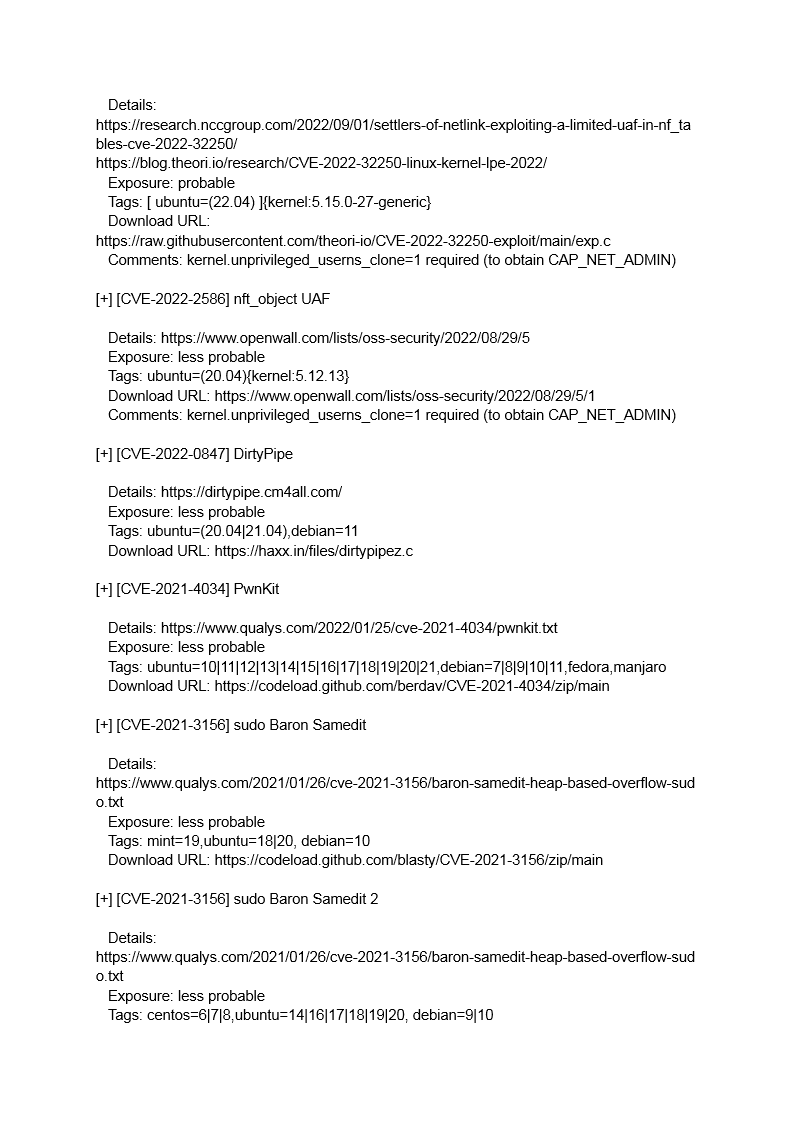 Details:
https://research.nccgroup.com/2022/09/01/settlers-of-netlink-exploiting-a-limited-uaf-in-nf_ta
bles-cve-2022-32250/
https://blog.theori.io/research/CVE-2022-32250-linux-kernel-lpe-2022/
Exposure: probable
Tags: [ ubuntu=(22.04) ]{kernel:5.15.0-27-generic}
Download URL:
https://raw.githubusercontent.com/theori-io/CVE-2022-32250-exploit/main/exp.c
Comments: kernel.unprivileged_userns_clone=1 required (to obtain CAP_NET_ADMIN)
[+] [CVE-2022-2586] nft_object UAF
Details: https://www.openwall.com/lists/oss-security/2022/08/29/5
Exposure: less probable
Tags: ubuntu=(20.04){kernel:5.12.13}
Download URL: https://www.openwall.com/lists/oss-security/2022/08/29/5/1
Comments: kernel.unprivileged_userns_clone=1 required (to obtain CAP_NET_ADMIN)
[+] [CVE-2022-0847] DirtyPipe
Details: https://dirtypipe.cm4all.com/
Exposure: less probable
Tags: ubuntu=(20.04|21.04),debian=11
Download URL: https://haxx.in/files/dirtypipez.c
[+] [CVE-2021-4034] PwnKit
Details: https://www.qualys.com/2022/01/25/cve-2021-4034/pwnkit.txt
Exposure: less probable
Tags: ubuntu=10|11|12|13|14|15|16|17|18|19|20|21,debian=7|8|9|10|11,fedora,manjaro
Download URL: https://codeload.github.com/berdav/CVE-2021-4034/zip/main
[+] [CVE-2021-3156] sudo Baron Samedit
Details:
https://www.qualys.com/2021/01/26/cve-2021-3156/baron-samedit-heap-based-overflow-sud
o.txt
Exposure: less probable
Tags: mint=19,ubuntu=18|20, debian=10
Download URL: https://codeload.github.com/blasty/CVE-2021-3156/zip/main
[+] [CVE-2021-3156] sudo Baron Samedit 2
Details:
https://www.qualys.com/2021/01/26/cve-2021-3156/baron-samedit-heap-based-overflow-sud
o.txt
Exposure: less probable
Tags: centos=6|7|8,ubuntu=14|16|17|18|19|20, debian=9|10